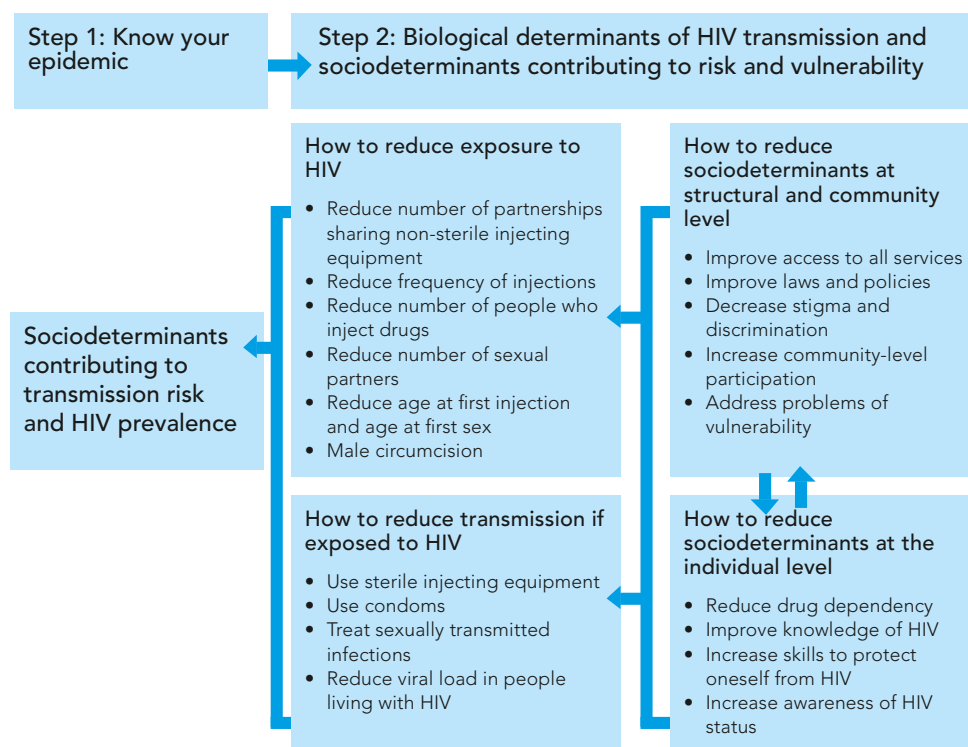 Step 1: Know your
epidemic
Step 2: Biological determinants of HIV transmission and
sociodeterminants contributing to risk and vulnerability
Sociodeterminants
contributing to
transmission risk
and HIV prevalence
How to reduce exposure to
HIV
• Reduce number of partnerships
sharing non-sterile injecting
equipment
• Reduce frequency of injections
• Reduce number of people who
inject drugs
• Reduce number of sexual
partners
• Reduce age at first injection
and age at first sex
• Male circumcision
How to reduce transmission if
exposed to HIV
• Use sterile injecting equipment
• Use condoms
• Treat sexually transmitted
infections
• Reduce viral load in people
living with HIV
How to reduce
sociodeterminants at
structural and community
level
• Improve access to all services
• Improve laws and policies
• Decrease stigma and
discrimination
• Increase community-level
participation
• Address problems of
vulnerability
How to reduce
sociodeterminants at the
individual level
• Reduce drug dependency
• Improve knowledge of HIV
• Increase skills to protect
oneself from HIV
• Increase awareness of HIV
status